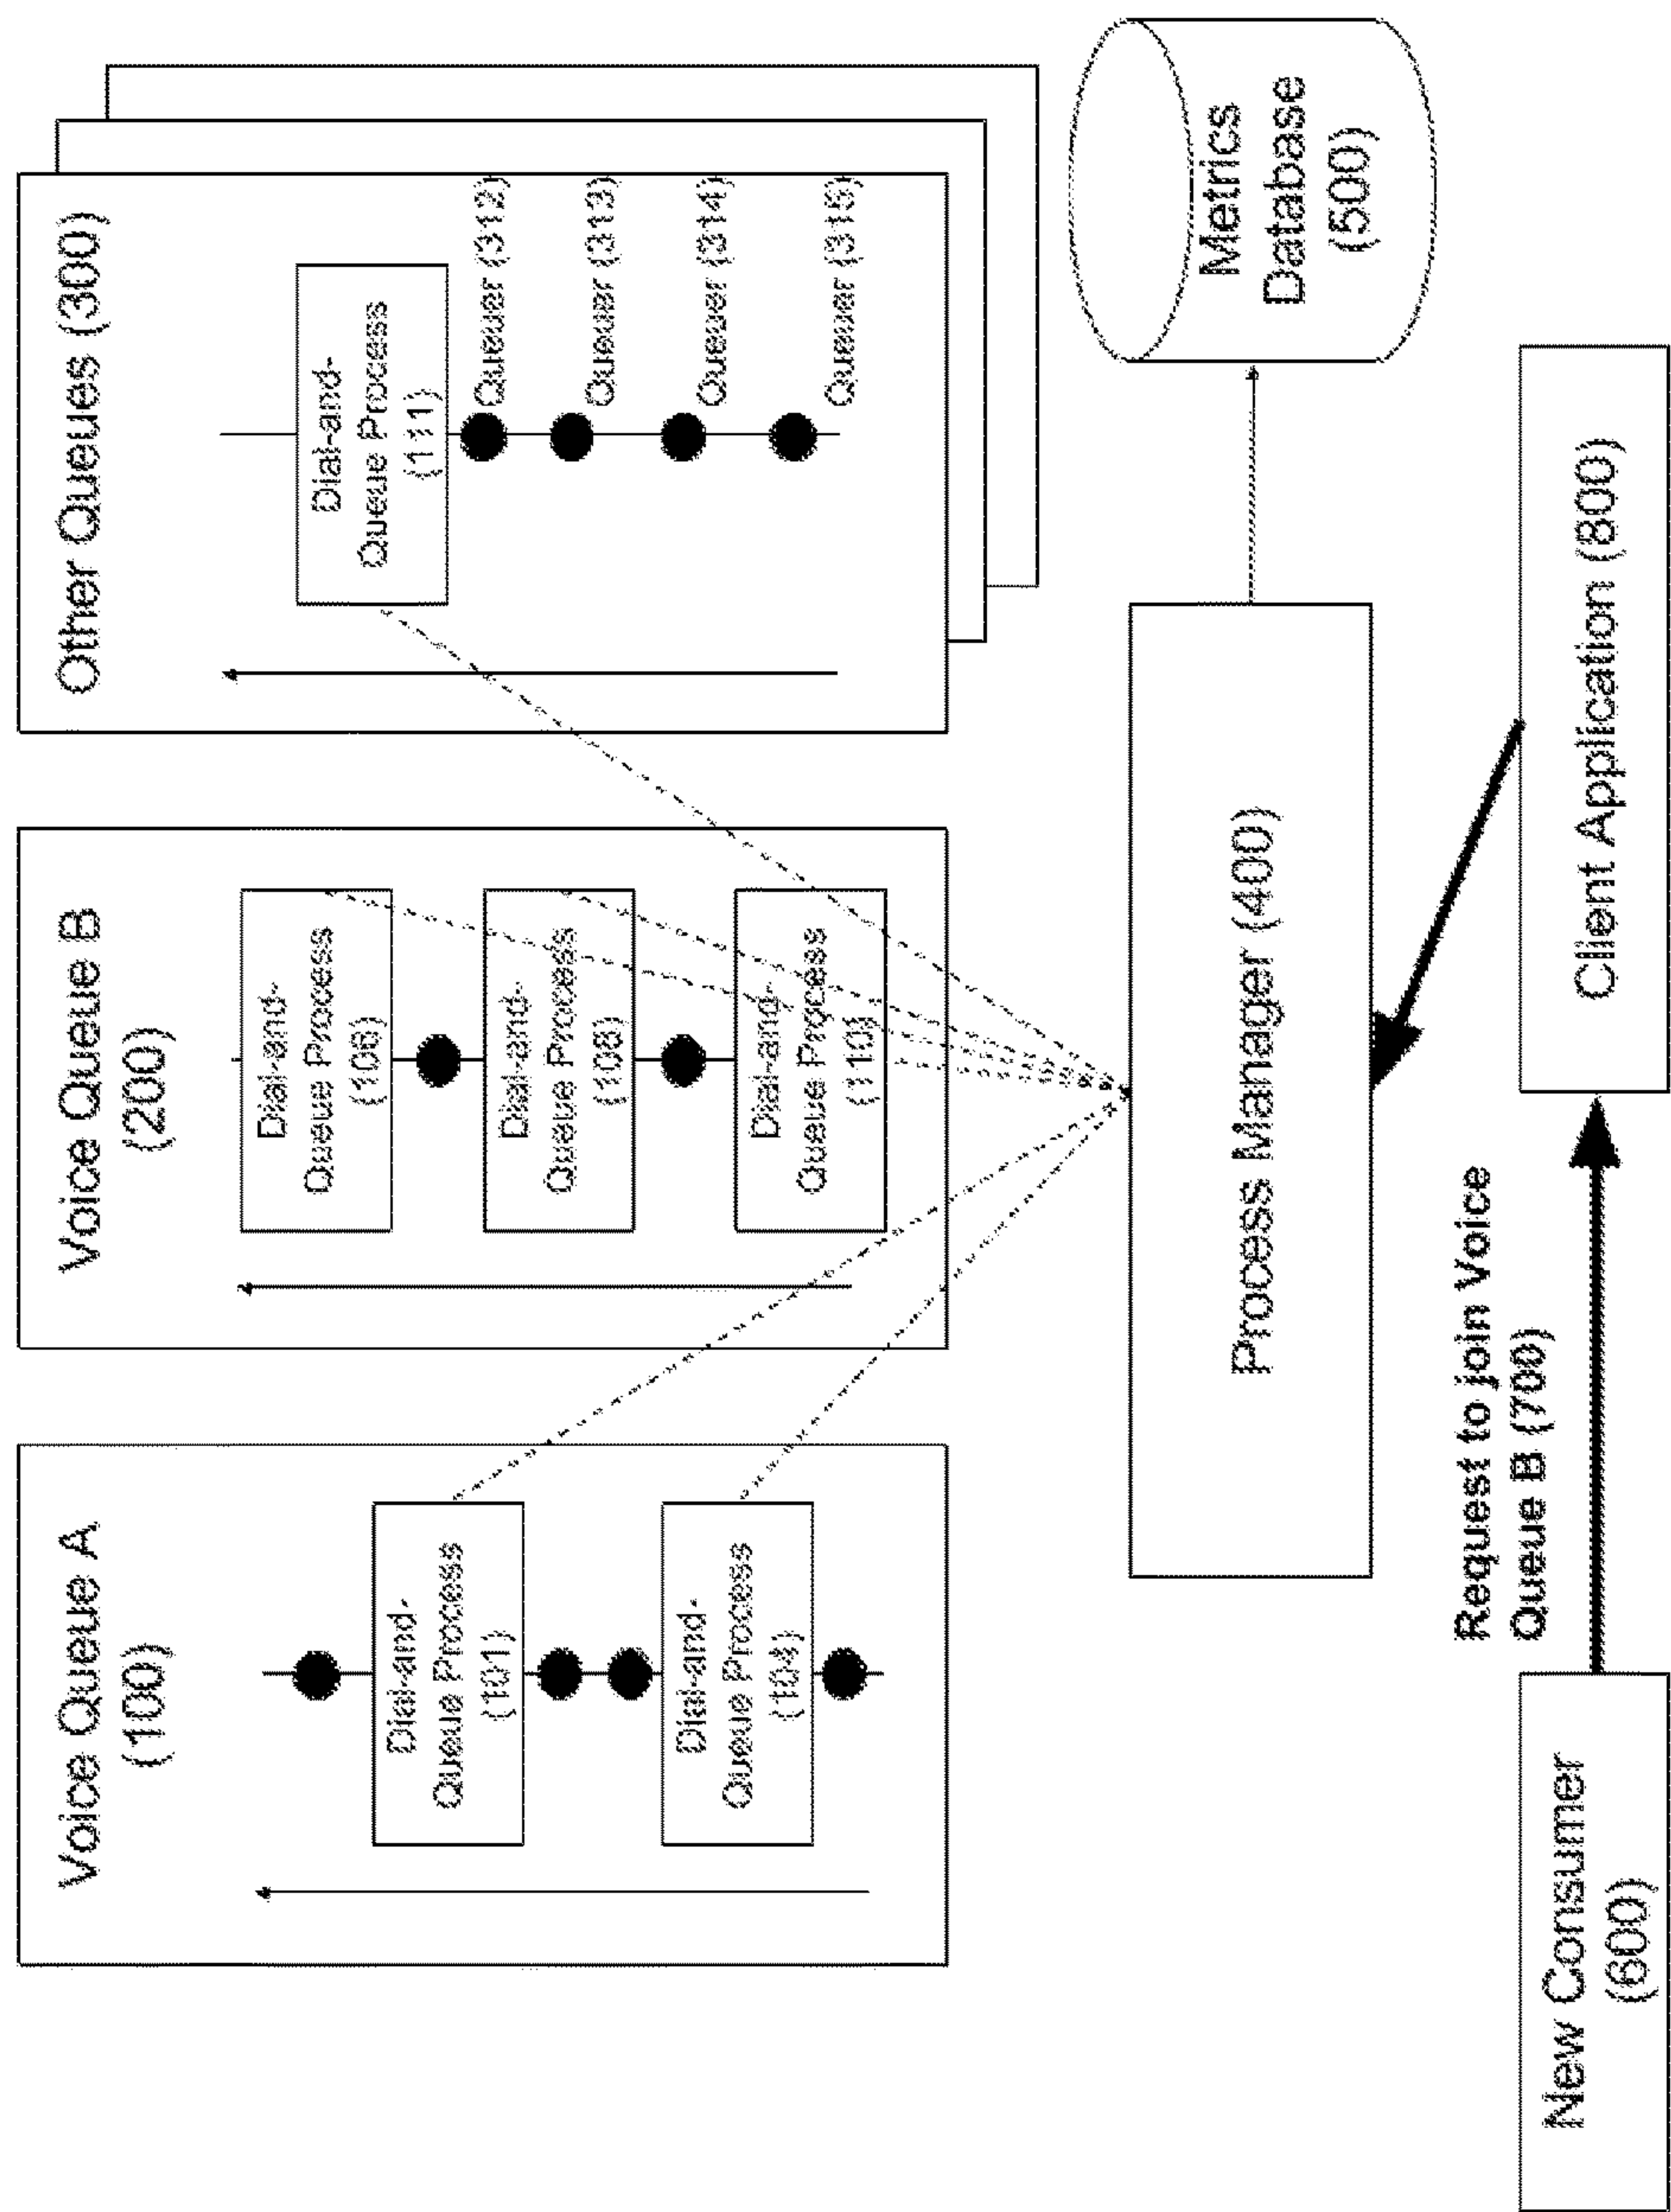 Voice Queue A
(100)
Dial-and-
Queue Process
(101)
Dial-and-
Queue Process
(104)
Voice Queue B
(200)
Dial-and-
Queue Process
(106)
Dial-and-
Queue Process
(108)
Dial-and-
Queue Process
(110)
Other Queues (300)
Dial-and-
Queue Process
(111)
Queuer (312)
Queuer (313)
Queuer (314)
Queuer (315)
Process Manager (400)
Metrics
Database
(500)
Request to join Voice
Queue B (700)
New Consumer
(600)
Client Application (800)